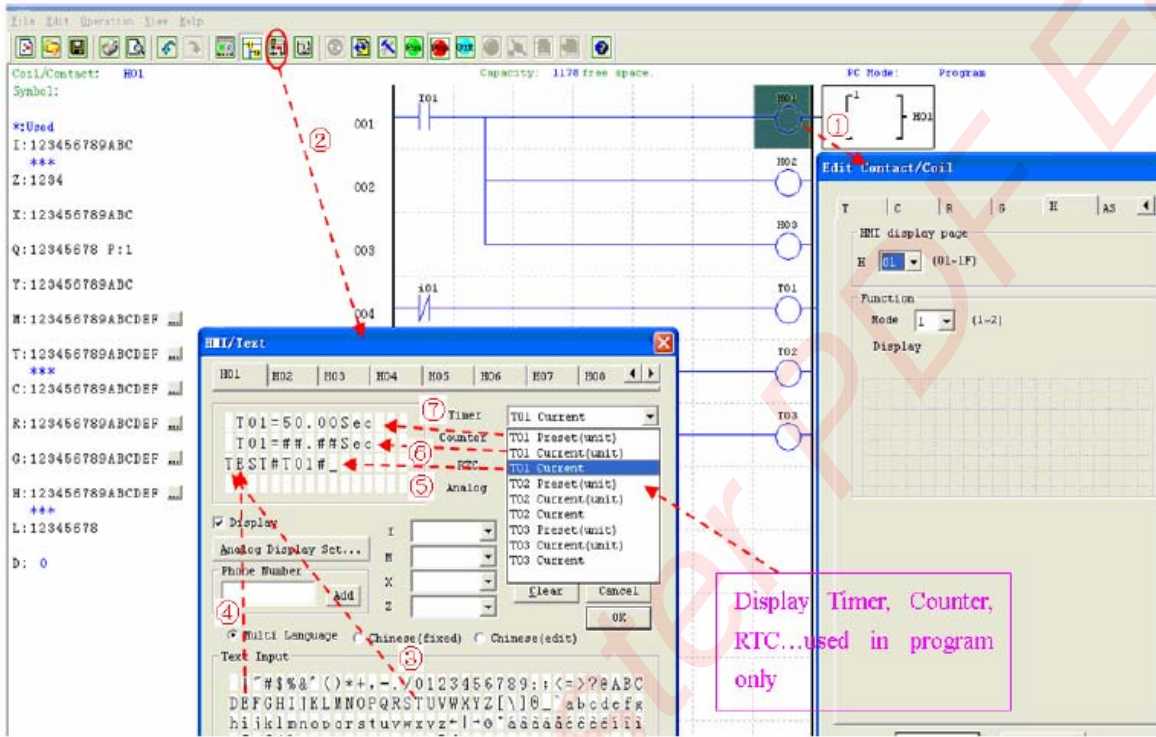 File Edit Operation View Help
Coil/Contact: H01
Capacity: 1178 free space.
PC Mode: Program
Symbol:
*:Used
I:123456789ABC
***
Z:1234
X:123456789ABC
Q:12345678 P:1
Y:123456789ABC
M:123456789ABCDEF ...
T:123456789ABCDEF ...
***
C:123456789ABCDEF ...
R:123456789ABCDEF ...
G:123456789ABCDEF ...
H:123456789ABCDEF ...
***
L:12345678
D: 0
②
001
I01
H01
1
H01
①
002
H02
003
H03
004
i01
T01
T02
T03
Edit Contact/Coil
T C R G H AS
HMI display page
H 01 (01-1F)
Function
Mode 1 (1-2)
Display
HMI/Text
H01 H02 H03 H04 H05 H06 H07 H08
T01=50.00Sec
T01=##.##Sec
TEST#T01#_
⑦ Timer
⑥ Counter
RTC
⑤ Analog
T01 Current
T01 Preset(unit)
T01 Current(unit)
T01 Current
T02 Preset(unit)
T02 Current(unit)
T02 Current
T03 Preset(unit)
T03 Current(unit)
T03 Current
Display
Analog Display Set...
I
M
X
Z
Phone Number
Add
Clear
Cancel
OK
④
Multi Language Chinese(fixed) Chinese(edit)
③
Text Input
0123456789:;<=>?@ABC
DEFGHIJKLMNOPQRSTUVWXYZ
Display Timer, Counter,
RTC…used in program
only